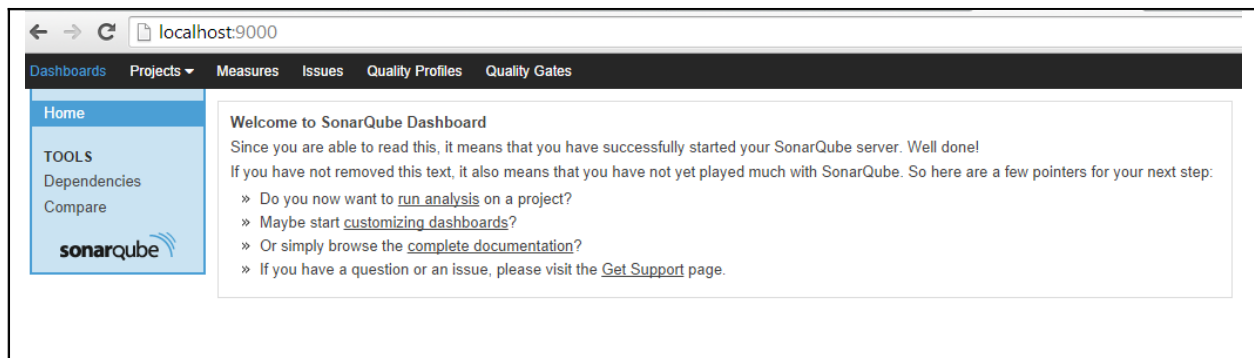 localhost:9000
Dashboards Projects Measures Issues Quality Profiles Quality Gates
Home
TOOLS
Dependencies
Compare
sonarqube
Welcome to SonarQube Dashboard
Since you are able to read this, it means that you have successfully started your SonarQube server. Well done!
If you have not removed this text, it also means that you have not yet played much with SonarQube. So here are a few pointers for your next step:
» Do you now want to run analysis on a project?
» Maybe start customizing dashboards?
» Or simply browse the complete documentation?
» If you have a question or an issue, please visit the Get Support page.